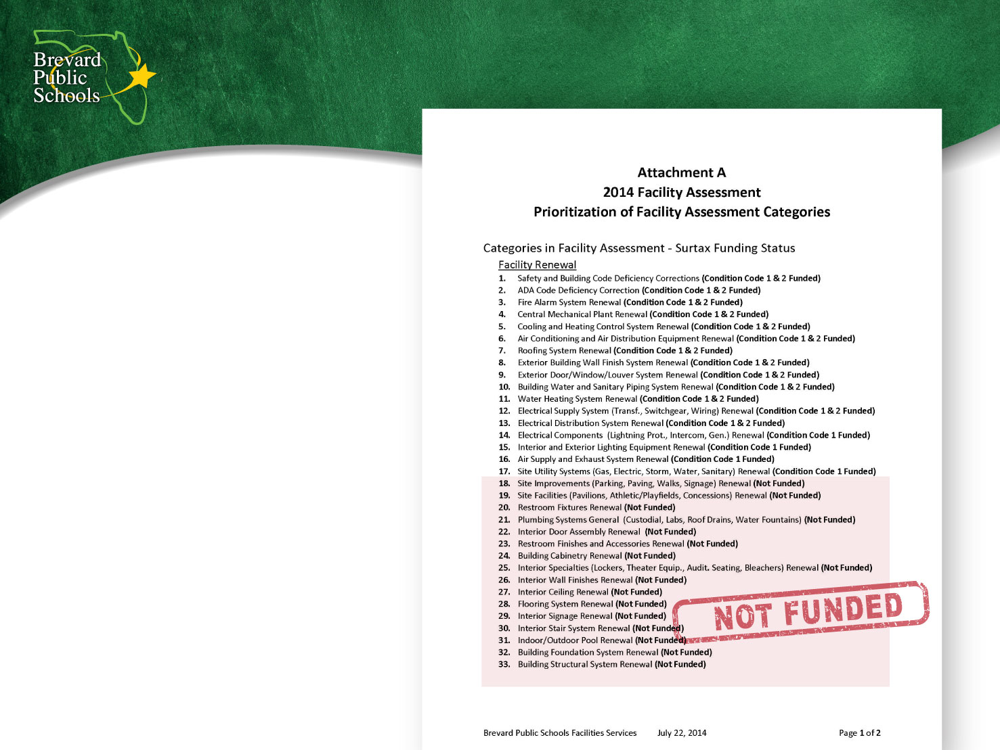 Brevard
Public
Schools
Attachment A
2014 Facility Assessment
Prioritization of Facility Assessment Categories
Categories in Facility Assessment - Surtax Funding Status
Facility Renewal
1. Safety and Building Code Deficiency Corrections (Condition Code 1 & 2 Funded)
2. ADA Code Deficiency Correction (Condition Code 1 & 2 Funded)
3. Fire Alarm System Renewal (Condition Code 1 & 2 Funded)
4. Central Mechanical Plant Renewal (Condition Code 1 & 2 Funded)
5. Cooling and Heating Control System Renewal (Condition Code 1 & 2 Funded)
6. Air Conditioning and Air Distribution Equipment Renewal (Condition Code 1 & 2 Funded)
7. Roofing System Renewal (Condition Code 1 & 2 Funded)
8. Exterior Building Wall Finish System Renewal (Condition Code 1 & 2 Funded)
9. Exterior Door/Window/Louver System Renewal (Condition Code 1 & 2 Funded)
10. Building Water and Sanitary Piping System Renewal (Condition Code 1 & 2 Funded)
11. Water Heating System Renewal (Condition Code 1 & 2 Funded)
12. Electrical Supply System (Transf., Switchgear, Wiring) Renewal (Condition Code 1 & 2 Funded)
13. Electrical Distribution System Renewal (Condition Code 1 & 2 Funded)
14. Electrical Components (Lightning Prot., Intercom, Gen.) Renewal (Condition Code 1 Funded)
15. Interior and Exterior Lighting Equipment Renewal (Condition Code 1 Funded)
16. Air Supply and Exhaust System Renewal (Condition Code 1 Funded)
17. Site Utility Systems (Gas, Electric, Storm, Water, Sanitary) Renewal (Condition Code 1 Funded)
18. Site Improvements (Parking, Paving, Walks, Signage) Renewal (Not Funded)
19. Site Facilities (Pavilions, Athletic/Playfields, Concessions) Renewal (Not Funded)
20. Restroom Fixtures Renewal (Not Funded)
21. Plumbing Systems General (Custodial, Labs, Roof Drains, Water Fountains) (Not Funded)
22. Interior Door Assembly Renewal (Not Funded)
23. Restroom Finishes and Accessories Renewal (Not Funded)
24. Building Cabinetry Renewal (Not Funded)
25. Interior Specialties (Lockers, Theater Equip., Audit. Seating, Bleachers) Renewal (Not Funded)
26. Interior Wall Finishes Renewal (Not Funded)
27. Interior Ceiling Renewal (Not Funded)
28. Flooring System Renewal (Not Funded)
NOT FUNDED
29. Interior Signage Renewal (Not Funded)
30. Interior Stair System Renewal (Not Funded)
31. Indoor/Outdoor Pool Renewal (Not Funded)
32. Building Foundation System Renewal (Not Funded)
33. Building Structural System Renewal (Not Funded)
Brevard Public Schools Facilities Services July 22, 2014 Page 1 of 2